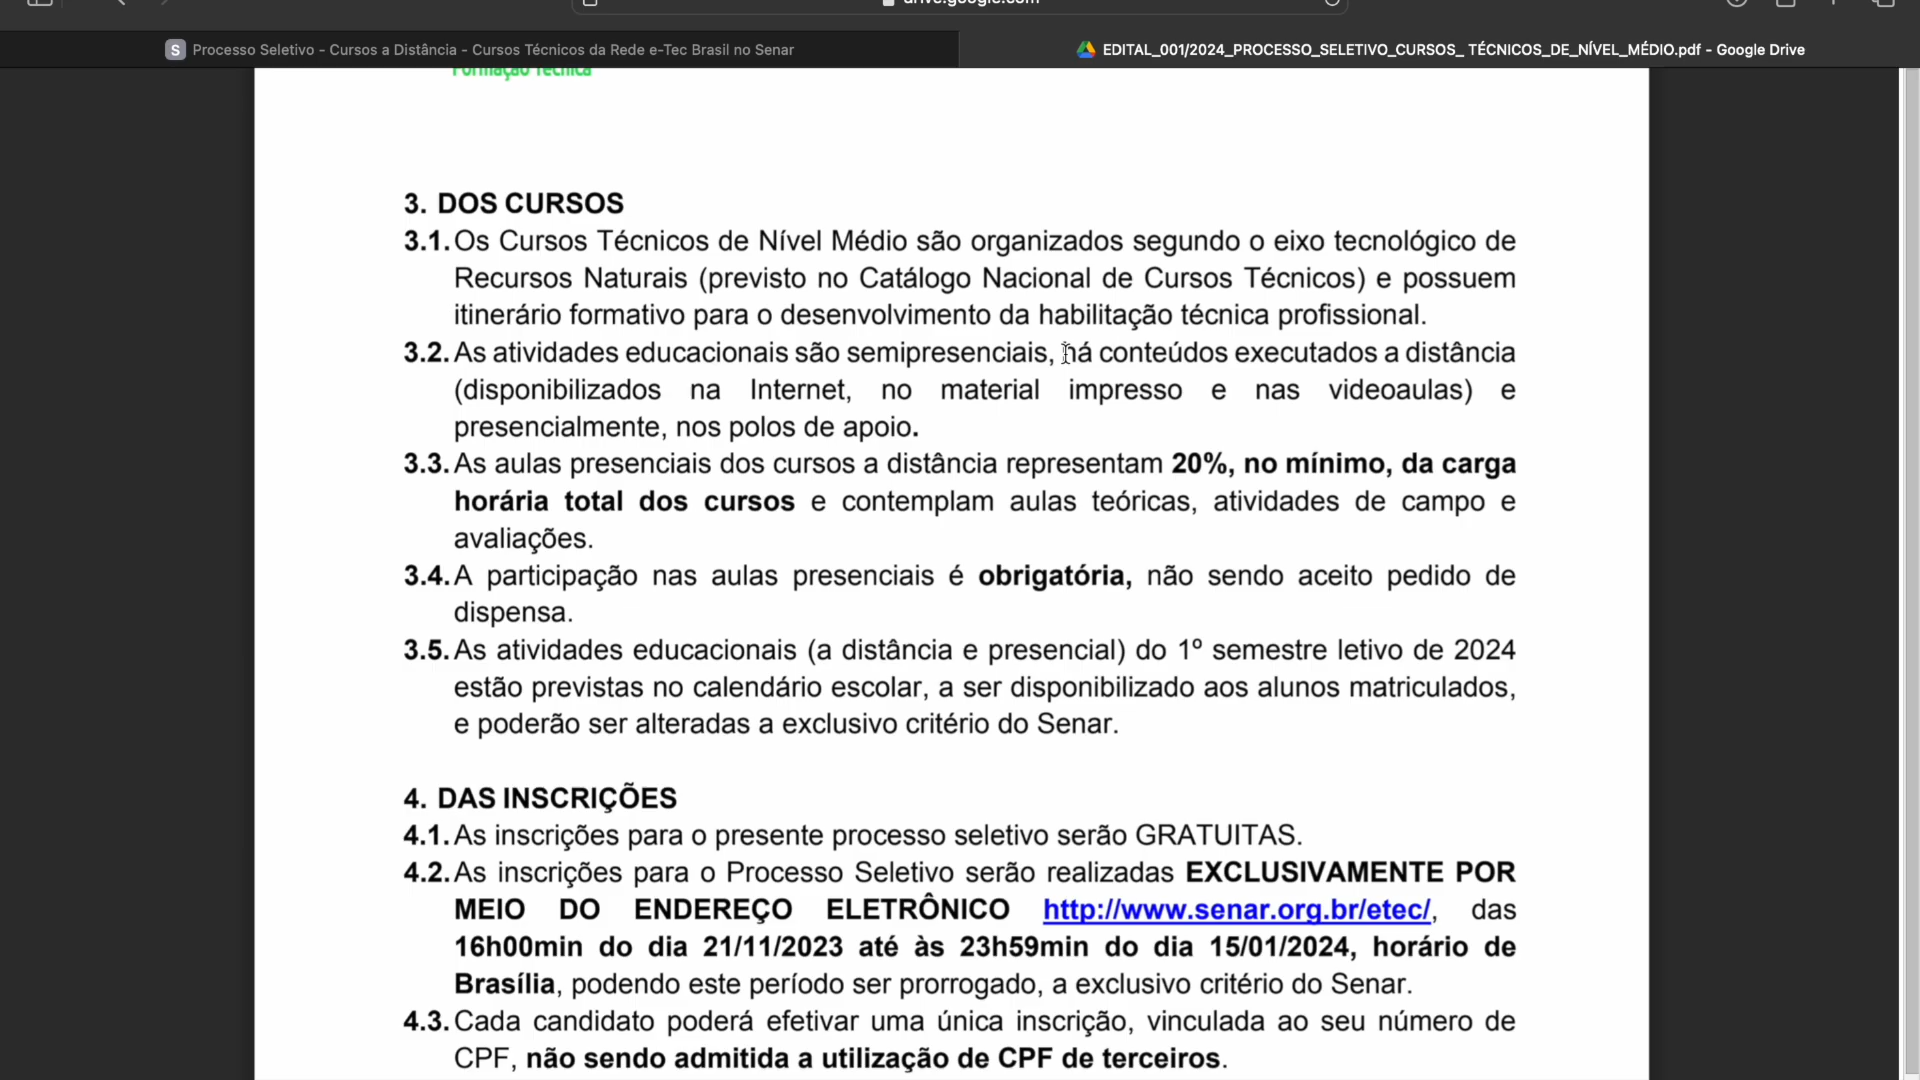 drive.google.com
S Processo Seletivo - Cursos a Distância - Cursos Técnicos da Rede e-Tec Brasil no Senar
EDITAL_001/2024_PROCESSO_SELETIVO_CURSOS_ TÉCNICOS_DE_NÍVEL_MÉDIO.pdf - Google Drive
Formação Técnica
3. DOS CURSOS
3.1. Os Cursos Técnicos de Nível Médio são organizados segundo o eixo tecnológico de
Recursos Naturais (previsto no Catálogo Nacional de Cursos Técnicos) e possuem
itinerário formativo para o desenvolvimento da habilitação técnica profissional.
3.2. As atividades educacionais são semipresenciais, há conteúdos executados a distância
(disponibilizados na Internet, no material impresso e nas videoaulas) e
presencialmente, nos polos de apoio.
3.3. As aulas presenciais dos cursos a distância representam 20%, no mínimo, da carga
horária total dos cursos e contemplam aulas teóricas, atividades de campo e
avaliações.
3.4. A participação nas aulas presenciais é obrigatória, não sendo aceito pedido de
dispensa.
3.5. As atividades educacionais (a distância e presencial) do 1º semestre letivo de 2024
estão previstas no calendário escolar, a ser disponibilizado aos alunos matriculados,
e poderão ser alteradas a exclusivo critério do Senar.
4. DAS INSCRIÇÕES
4.1. As inscrições para o presente processo seletivo serão GRATUITAS.
4.2. As inscrições para o Processo Seletivo serão realizadas EXCLUSIVAMENTE POR
MEIO DO ENDEREÇO ELETRÔNICO http://www.senar.org.br/etec/, das
16h00min do dia 21/11/2023 até às 23h59min do dia 15/01/2024, horário de
Brasília, podendo este período ser prorrogado, a exclusivo critério do Senar.
4.3. Cada candidato poderá efetivar uma única inscrição, vinculada ao seu número de
CPF, não sendo admitida a utilização de CPF de terceiros.